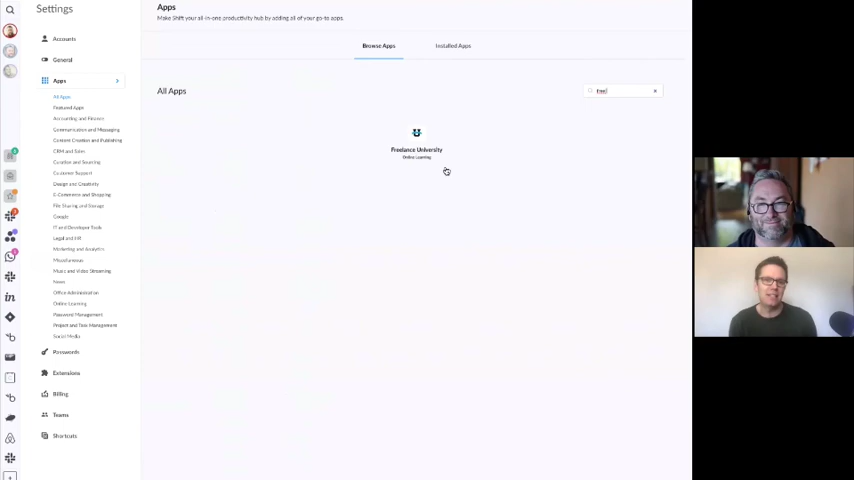 Settings
Apps
Make Shift your all-in-one productivity hub by adding all of your go-to apps.
Accounts
General
Apps
All Apps
Featured Apps
Accounting and Finance
Communication and Messaging
Content Creation and Publishing
CRM and Sales
Curation and Sourcing
Customer Support
Design and Creativity
E-Commerce and Shopping
File Sharing and Storage
Google
IT and Developer Tools
Legal and HR
Marketing and Analytics
Miscellaneous
Music and Video Streaming
News
Office Administration
Online Learning
Password Management
Project and Task Management
Social Media
Passwords
Extensions
Billing
Teams
Shortcuts
Browse Apps
Installed Apps
All Apps
Freelance University
Online Learning